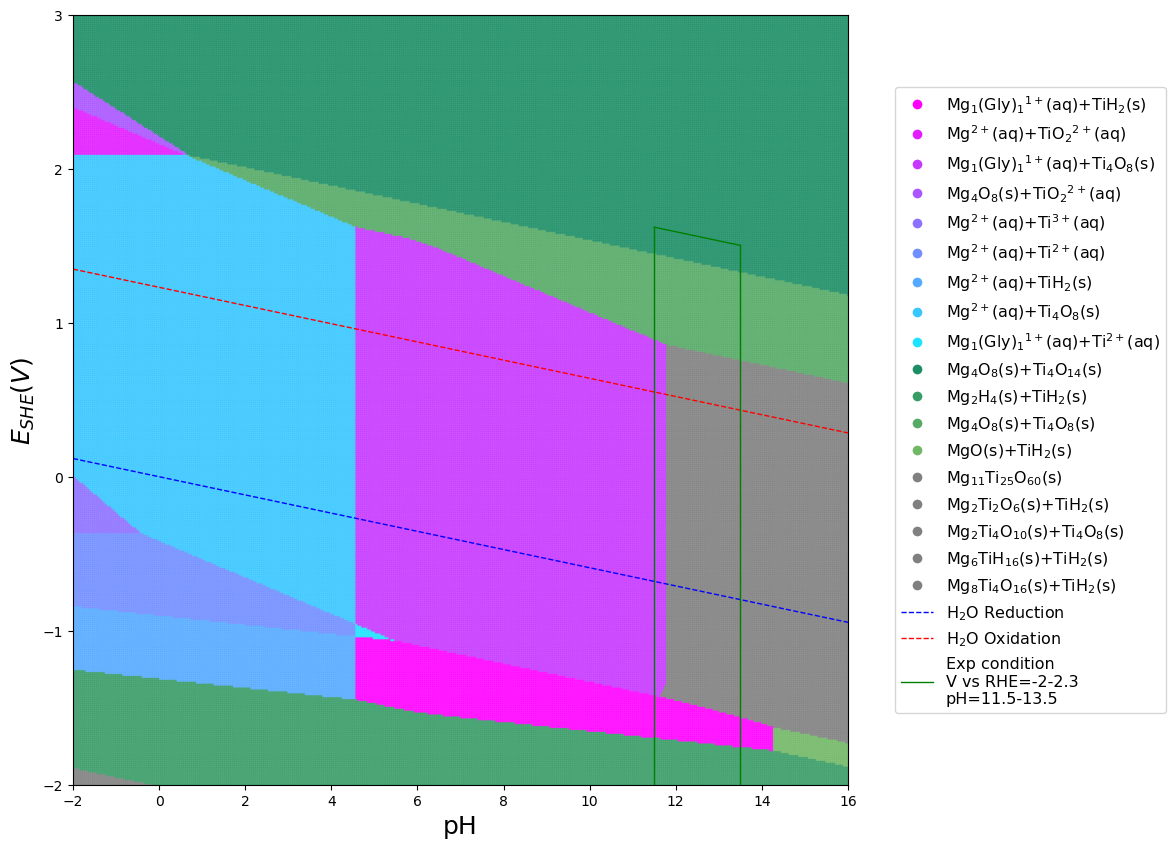 3
2
1
0
−1
−2
−2 0 2 4 6 8 10 12 14 16
E_SHE(V)
pH
Mg₁(Gly)₁¹⁺(aq)+TiH₂(s)
Mg²⁺(aq)+TiO₂²⁺(aq)
Mg₁(Gly)₁¹⁺(aq)+Ti₄O₈(s)
Mg₄O₈(s)+TiO₂²⁺(aq)
Mg²⁺(aq)+Ti³⁺(aq)
Mg²⁺(aq)+Ti²⁺(aq)
Mg²⁺(aq)+TiH₂(s)
Mg²⁺(aq)+Ti₄O₈(s)
Mg₁(Gly)₁¹⁺(aq)+Ti²⁺(aq)
Mg₄O₈(s)+Ti₄O₁₄(s)
Mg₂H₄(s)+TiH₂(s)
Mg₄O₈(s)+Ti₄O₈(s)
MgO(s)+TiH₂(s)
Mg₁₁Ti₂₅O₆₀(s)
Mg₂Ti₂O₆(s)+TiH₂(s)
Mg₂Ti₄O₁₀(s)+Ti₄O₈(s)
Mg₆TiH₁₆(s)+TiH₂(s)
Mg₈Ti₄O₁₆(s)+TiH₂(s)
H₂O Reduction
H₂O Oxidation
Exp condition
V vs RHE=-2-2.3
pH=11.5-13.5